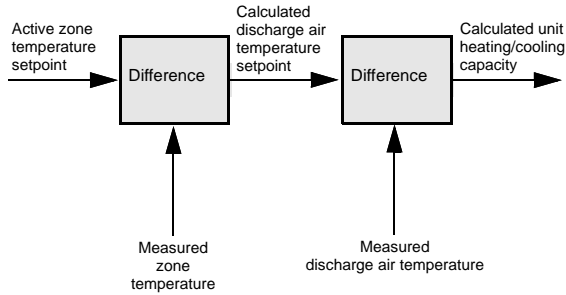 Active zone
temperature
setpoint
Difference
Calculated
discharge air
temperature
setpoint
Difference
Calculated unit
heating/cooling
capacity
Measured
zone
temperature
Measured
discharge air temperature